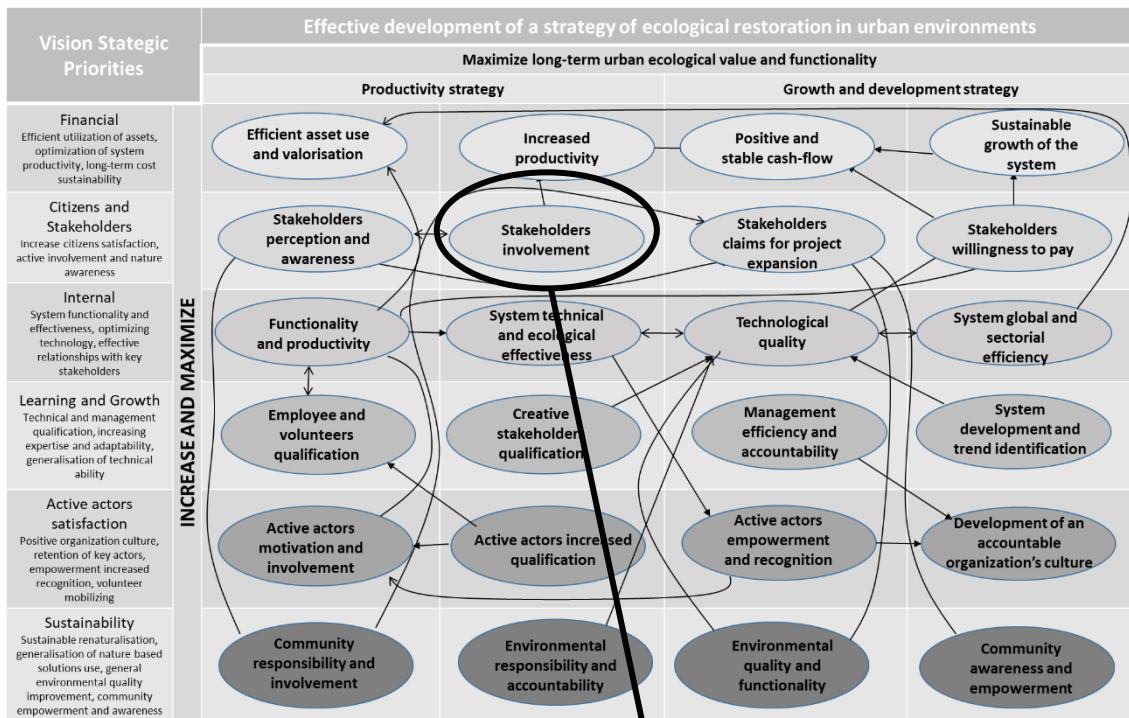 Vision Stategic
Priorities
Effective development of a strategy of ecological restoration in urban environments
Maximize long-term urban ecological value and functionality
Productivity strategy
Growth and development strategy
INCREASE AND MAXIMIZE
Financial
Efficient utilization of assets,
optimization of system
productivity, long-term cost
sustainability
Efficient asset use
and valorisation
Increased
productivity
Positive and
stable cash-flow
Sustainable
growth of the
system
Citizens and
Stakeholders
Increase citizens satisfaction,
active involvement and nature
awareness
Stakeholders
perception and
awareness
Stakeholders
involvement
Stakeholders
claims for project
expansion
Stakeholders
willingness to pay
Internal
System functionality and
effectiveness, optimizing
technology, effective
relationships with key
stakeholders
Functionality
and productivity
System technical
and ecological
effectiveness
Technological
quality
System global and
sectorial
efficiency
Learning and Growth
Technical and management
qualification, increasing
expertise and adaptability,
generalisation of technical
ability
Employee and
volunteers
qualification
Creative
stakeholders
qualification
Management
efficiency and
accountability
System
development and
trend identification
Active actors
satisfaction
Positive organization culture,
retention of key actors,
empowerment increased
recognition, volunteer
mobilizing
Active actors
motivation and
involvement
Active actors increased
qualification
Active actors
empowerment
and recognition
Development of an
accountable
organization's culture
Sustainability
Sustainable renaturalisation,
generalisation of nature based
solutions use, general
environmental quality
improvement, community
empowerment and awareness
Community
responsibility and
involvement
Environmental
responsibility and
accountability
Environmental
quality and
functionality
Community
awareness and
empowerment